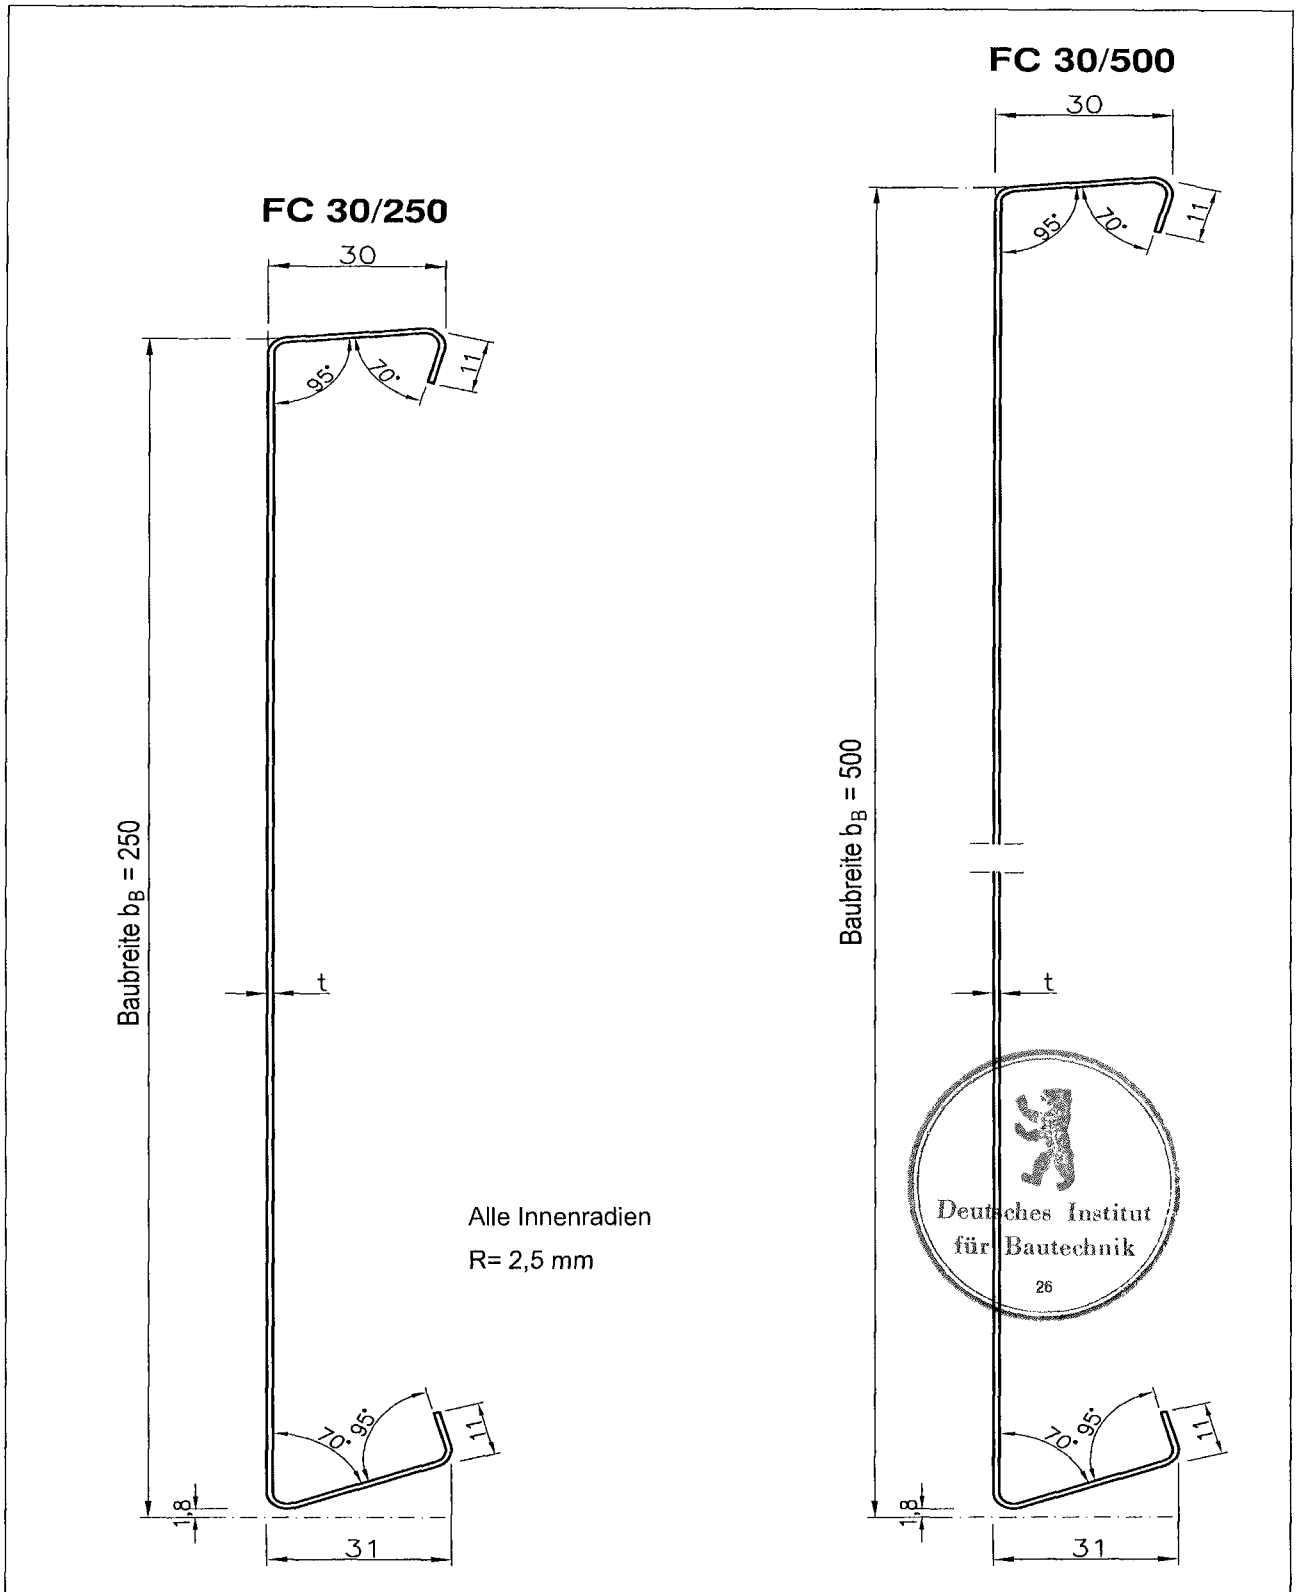 FC 30/500
30
95°
70°
11
FC 30/250
30
95°
70°
11
Baubreite bB = 250
Baubreite bB = 500
t
t
Alle Innenradien
R= 2,5 mm
Deutsches Institut
für Bautechnik
26
70°
95°
11
1,8
31
70°
95°
11
1,8
31